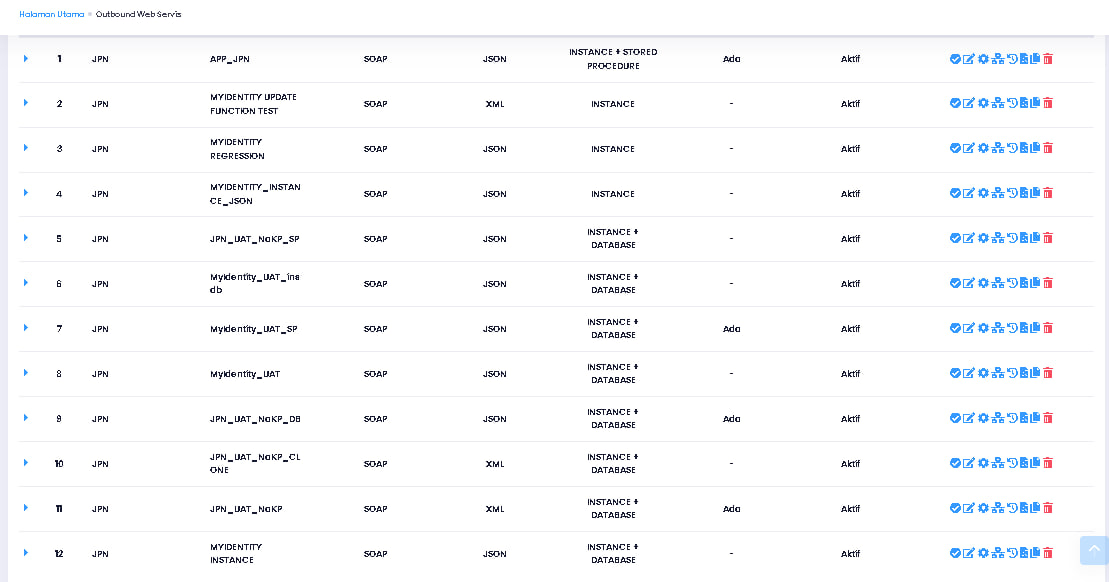 Halaman Utama Outbound Web Servis
1 JPN APP_JPN SOAP JSON INSTANCE + STORED PROCEDURE Ada Aktif
2 JPN MYIDENTITY UPDATE FUNCTION TEST SOAP XML INSTANCE - Aktif
3 JPN MYIDENTITY REGRESSION SOAP JSON INSTANCE - Aktif
4 JPN MYIDENTITY_INSTANCE_JSON SOAP JSON INSTANCE - Aktif
5 JPN JPN_UAT_NoKP_SP SOAP JSON INSTANCE + DATABASE - Aktif
6 JPN MyIdentity_UAT_insdb SOAP JSON INSTANCE + DATABASE - Aktif
7 JPN MyIdentity_UAT_SP SOAP JSON INSTANCE + DATABASE Ada Aktif
8 JPN MyIdentity_UAT SOAP JSON INSTANCE + DATABASE - Aktif
9 JPN JPN_UAT_NoKP_DB SOAP JSON INSTANCE + DATABASE Ada Aktif
10 JPN JPN_UAT_NoKP_CLONE SOAP XML INSTANCE + DATABASE - Aktif
11 JPN JPN_UAT_NoKP SOAP XML INSTANCE + DATABASE Ada Aktif
12 JPN MYIDENTITY INSTANCE SOAP JSON INSTANCE + DATABASE - Aktif